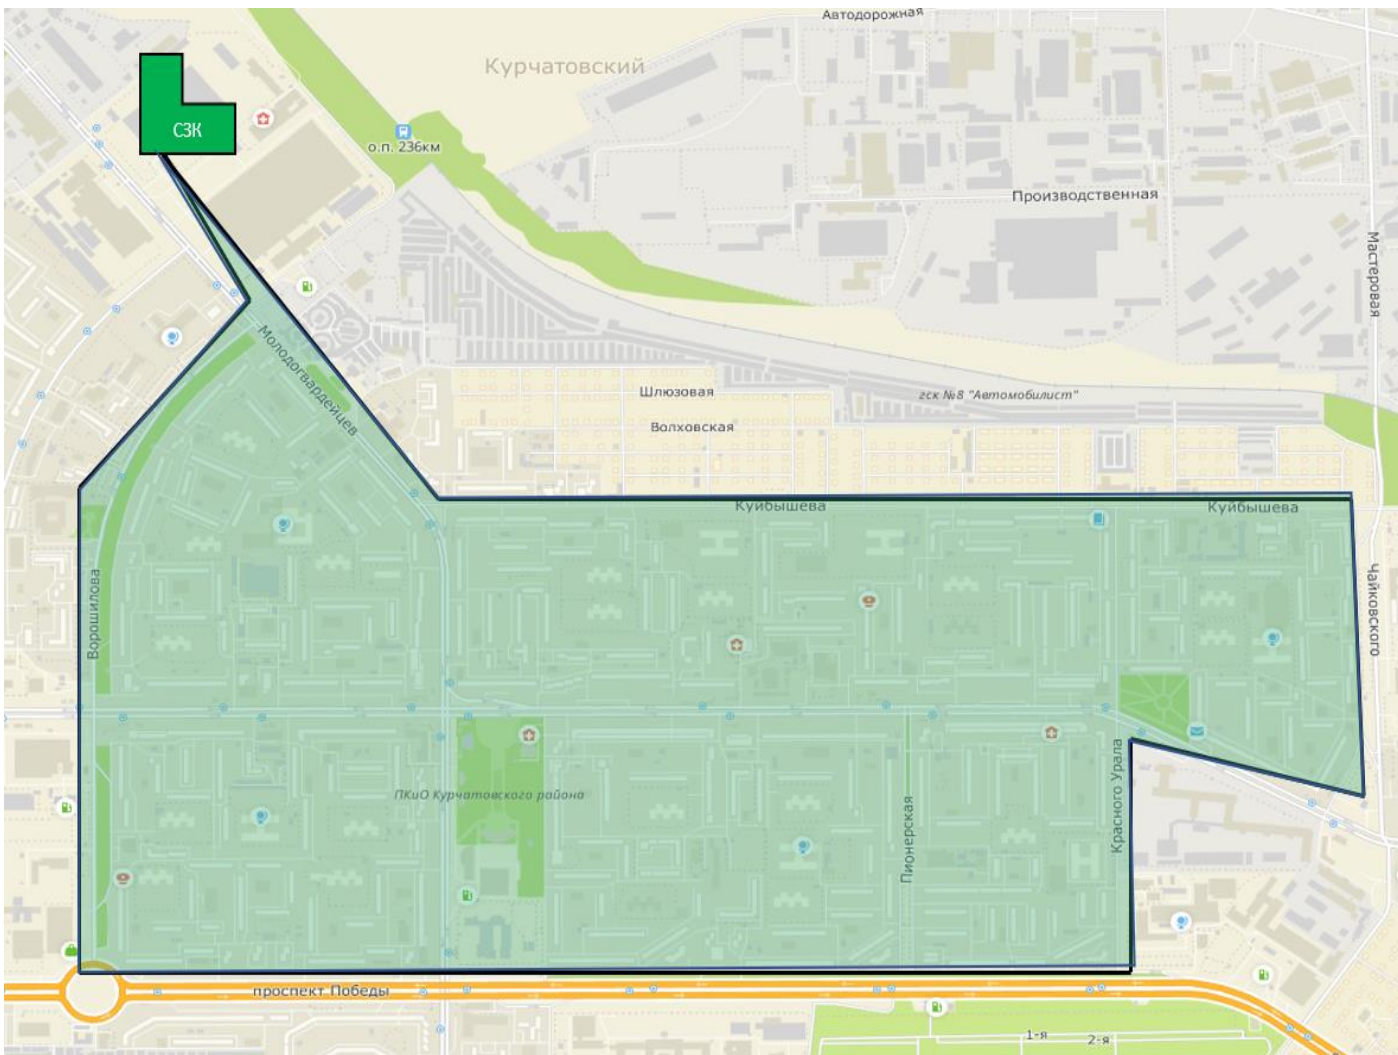 Автодорожная
Курчатовский
СЗК
о.п. 236км
Производственная
Мастеровая
Молодогвардейцев
Шлюзовая
гск №8 "Автомобилист"
Волховская
Куйбышева
Куйбышева
Ворошилова
Чайковского
ПКиО Курчатовского района
Пионерская
Красного Урала
проспект Победы
1-я
2-я